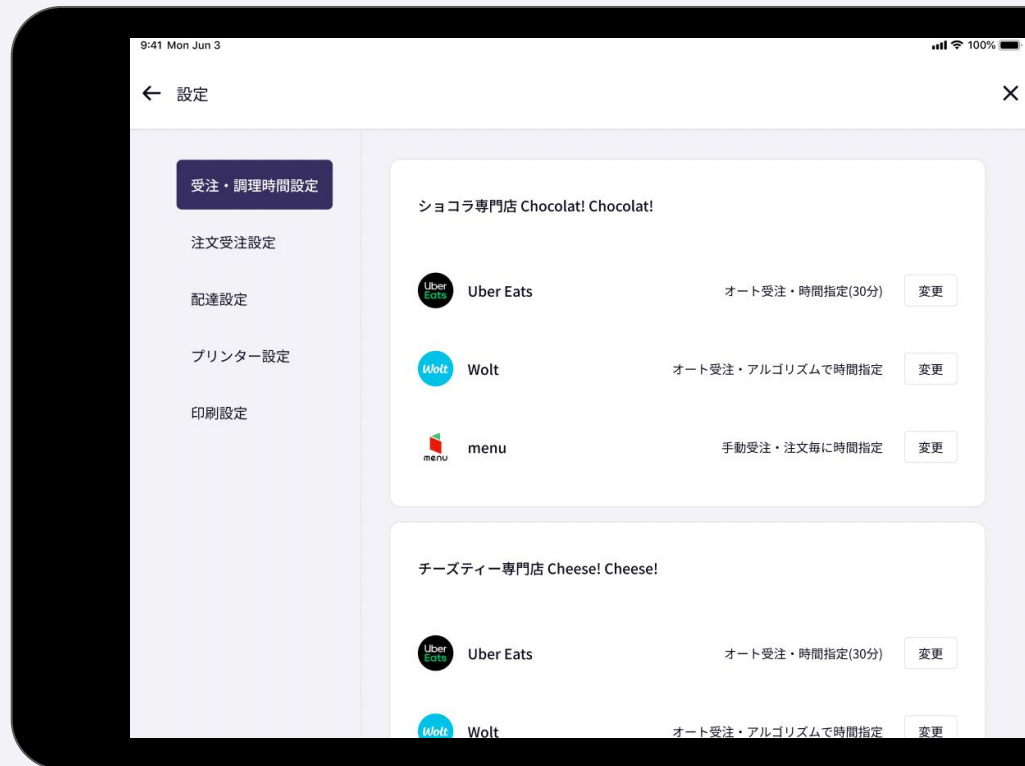 9:41 Mon Jun 3
100%
設定
受注・調理時間設定
注文受注設定
配達設定
プリンター設定
印刷設定
ショコラ専門店 Chocolat! Chocolat!
Uber Eats
Uber Eats
オート受注・時間指定(30分)
変更
Wolt
Wolt
オート受注・アルゴリズムで時間指定
変更
menu
menu
手動受注・注文毎に時間指定
変更
チーズティー専門店 Cheese! Cheese!
Uber Eats
Uber Eats
オート受注・時間指定(30分)
変更
Wolt
Wolt
オート受注・アルゴリズムで時間指定
変更